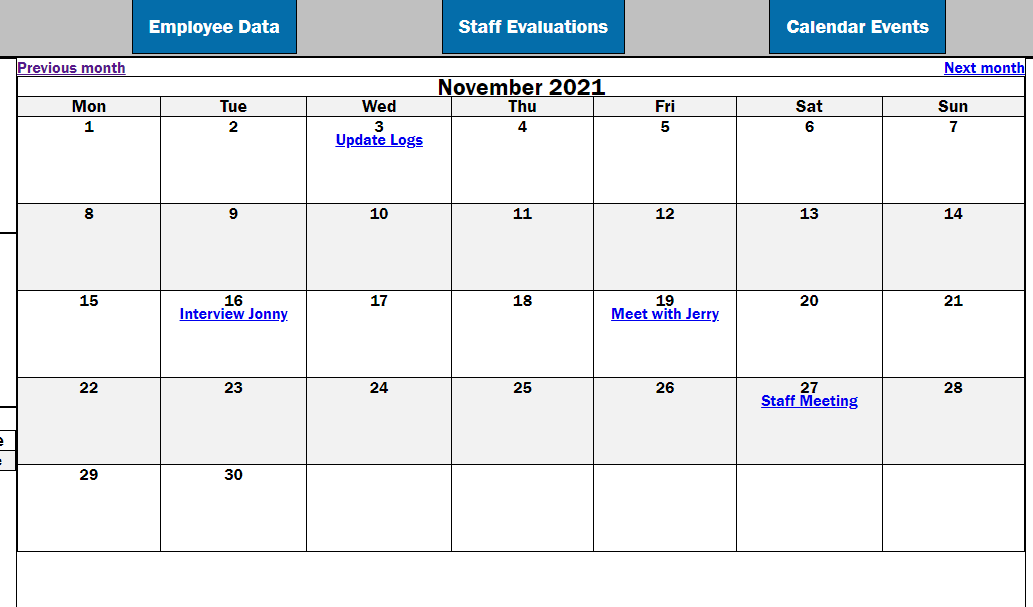 Employee Data Staff Evaluations Calendar Events
Previous month Next month
November 2021
Mon Tue Wed Thu Fri Sat Sun
1 2 3 4 5 6 7
Update Logs
8 9 10 11 12 13 14
15 16 17 18 19 20 21
Interview Jonny Meet with Jerry
22 23 24 25 26 27 28
Staff Meeting
e
e
29 30